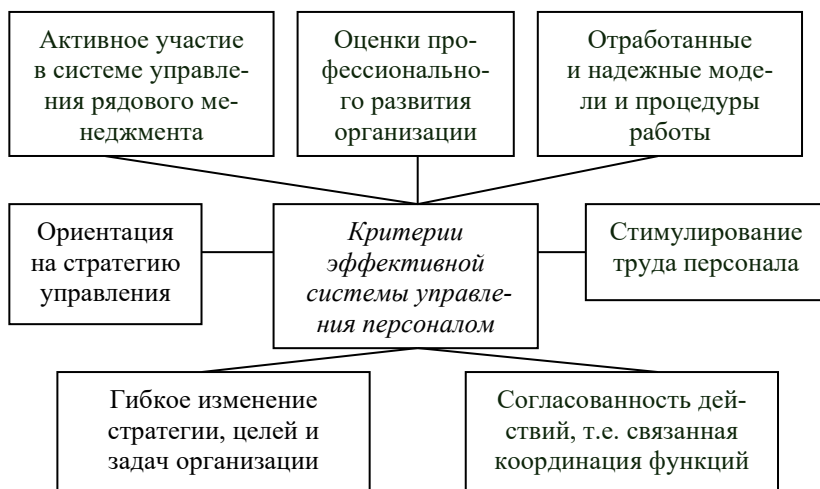 Активное участие
в системе управле-
ния рядового ме-
неджмента
Оценки про-
фессионально-
го развития
организации
Отработанные
и надежные моде-
ли и процедуры
работы
Ориентация
на стратегию
управления
Критерии
эффективной
системы управле-
ния персоналом
Стимулирование
труда персонала
Гибкое изменение
стратегии, целей и
задач организации
Согласованность дей-
ствий, т.е. связанная
координация функций